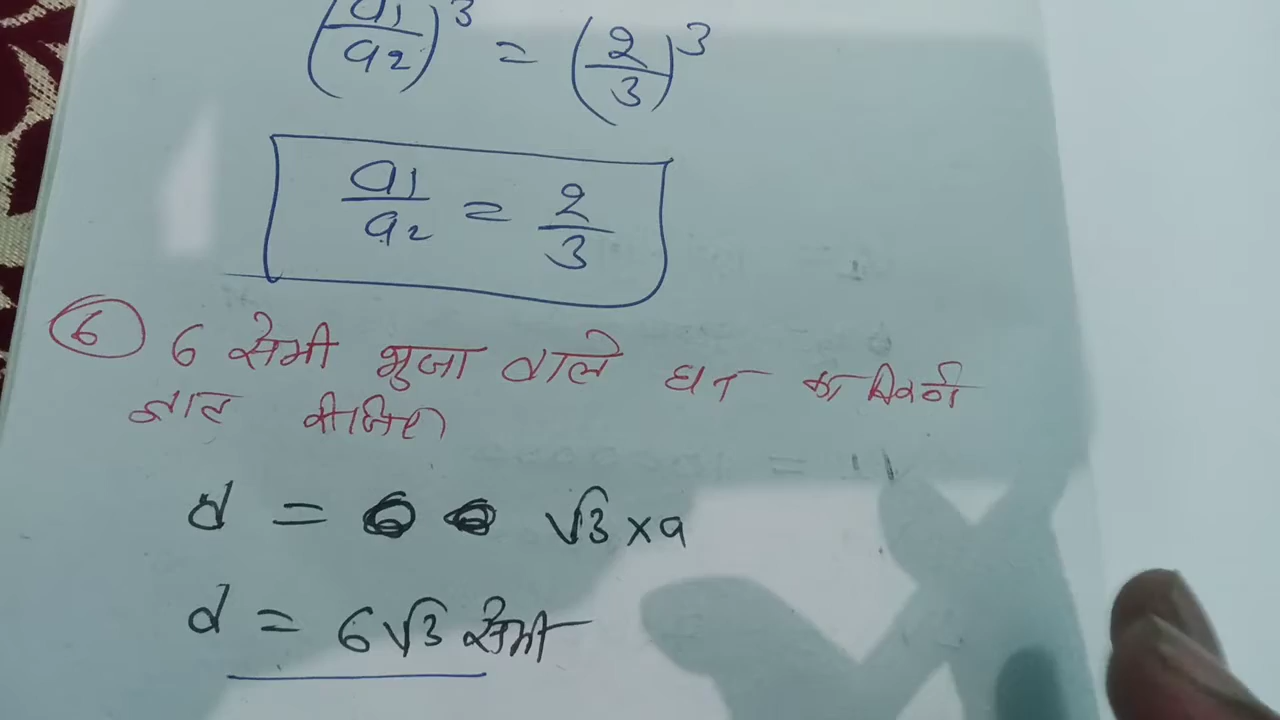 (a₁/a₂)³ = (2/3)³
a₁/a₂ = 2/3
6 6 सेमी भुजा वाले घन का विकर्ण
ज्ञात कीजिए
d = √3 × a
d = 6√3 सेमी